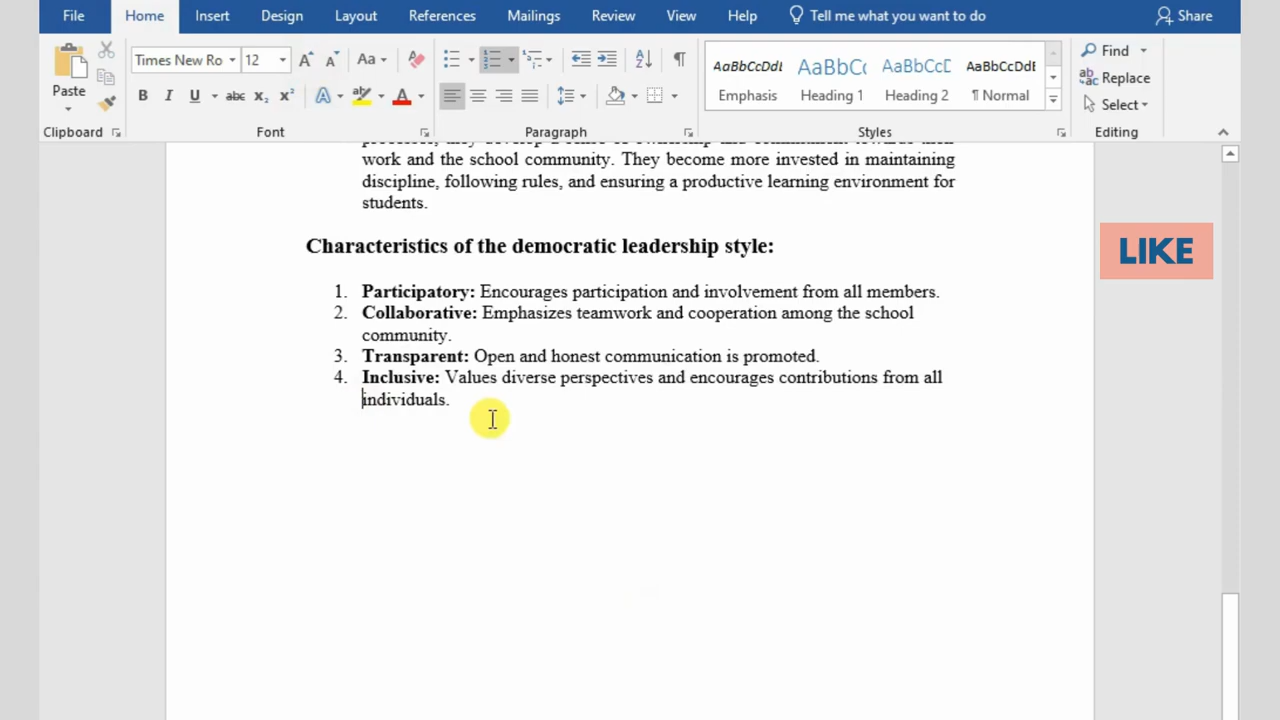 File Home Insert Design Layout References Mailings Review View Help Tell me what you want to do Share
Times New Ro 12 Aa
AaBbCcDdI AaBbC AaBbCcD AaBbCcDdI
Find
Replace
Select
Paste
B I U abc X₂ X² A A
Emphasis Heading 1 Heading 2 ¶ Normal
Clipboard Font Paragraph Styles Editing
work and the school community. They become more invested in maintaining
discipline, following rules, and ensuring a productive learning environment for
students.
Characteristics of the democratic leadership style:
LIKE
1. Participatory: Encourages participation and involvement from all members.
2. Collaborative: Emphasizes teamwork and cooperation among the school
community.
3. Transparent: Open and honest communication is promoted.
4. Inclusive: Values diverse perspectives and encourages contributions from all
individuals.